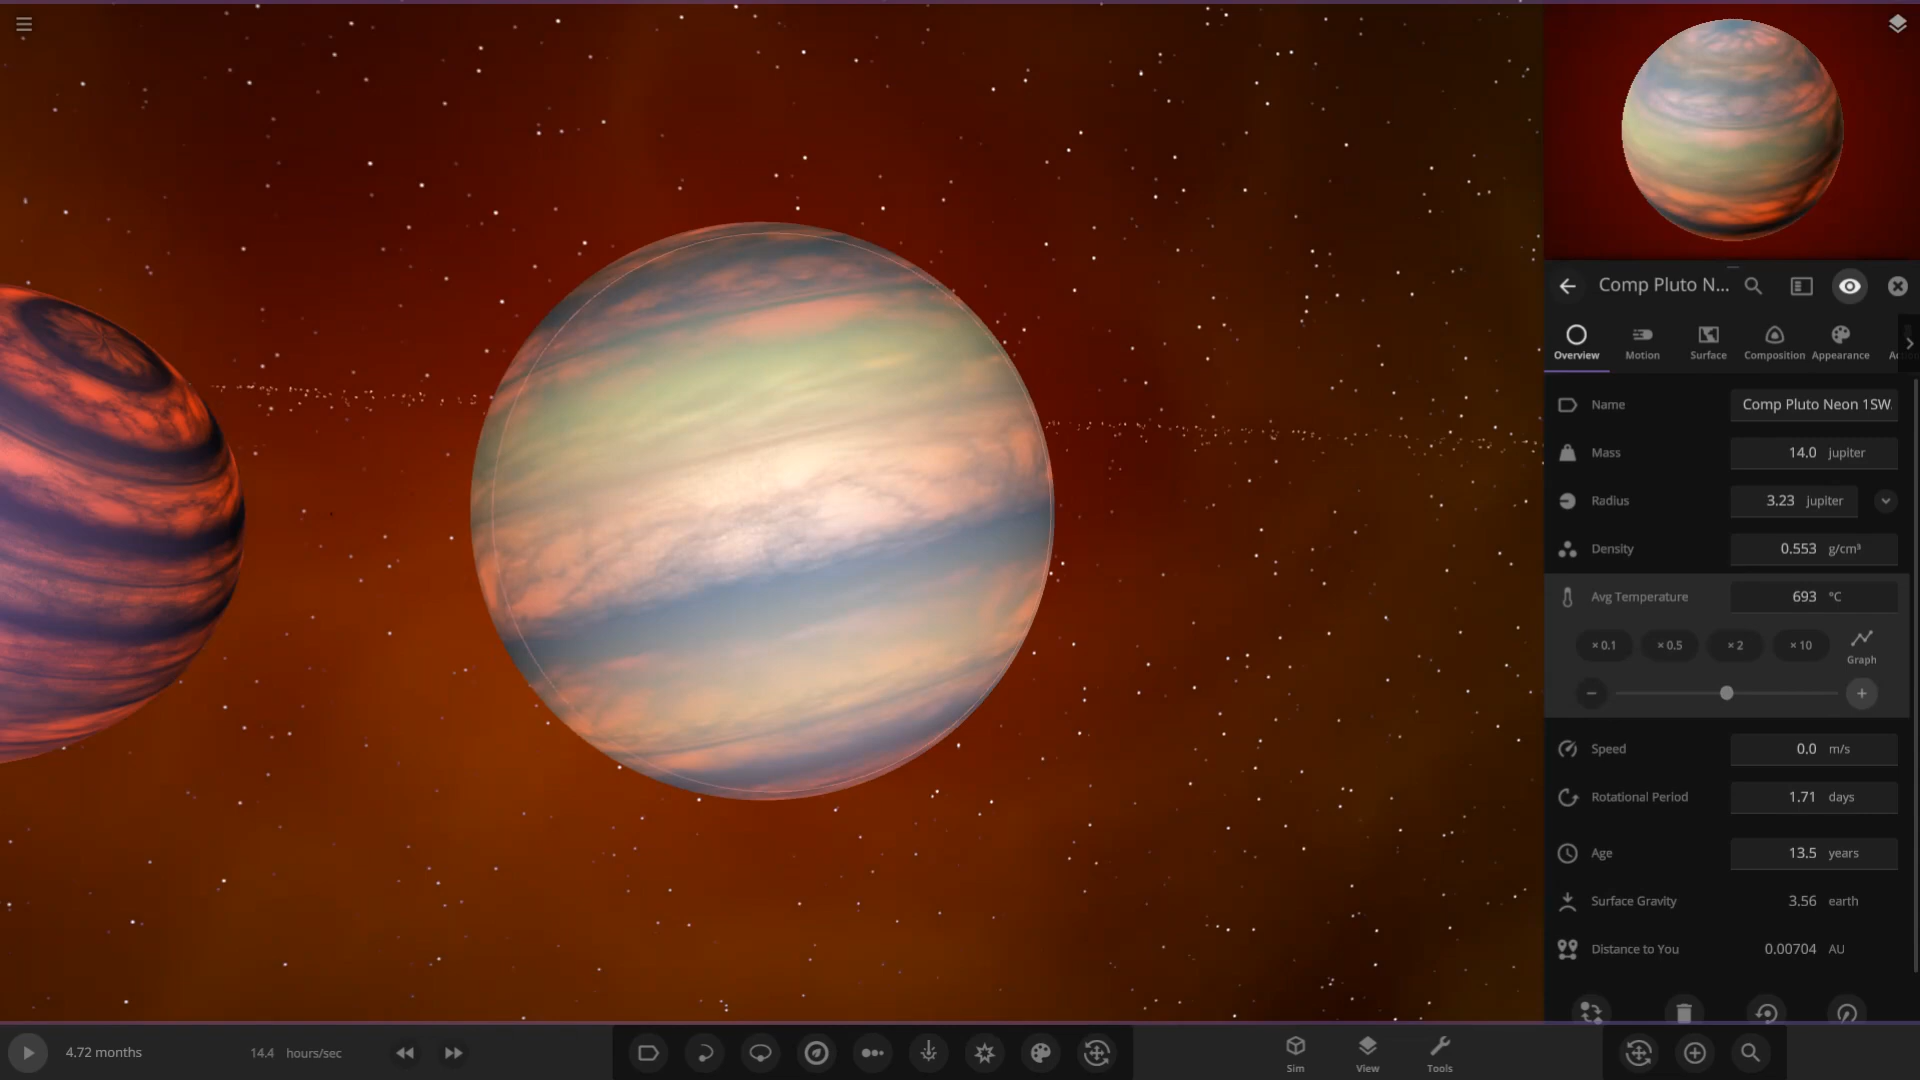 Comp Pluto N...
Overview
Motion
Surface
Composition
Appearance
Name
Comp Pluto Neon 1SW
Mass
14.0 jupiter
Radius
3.23 jupiter
Density
0.553 g/cm³
Avg Temperature
693 °C
× 0.1
× 0.5
× 2
× 10
Graph
Speed
0.0 m/s
Rotational Period
1.71 days
Age
13.5 years
Surface Gravity
3.56 earth
Distance to You
0.00704 AU
4.72 months
14.4 hours/sec
Sim
View
Tools